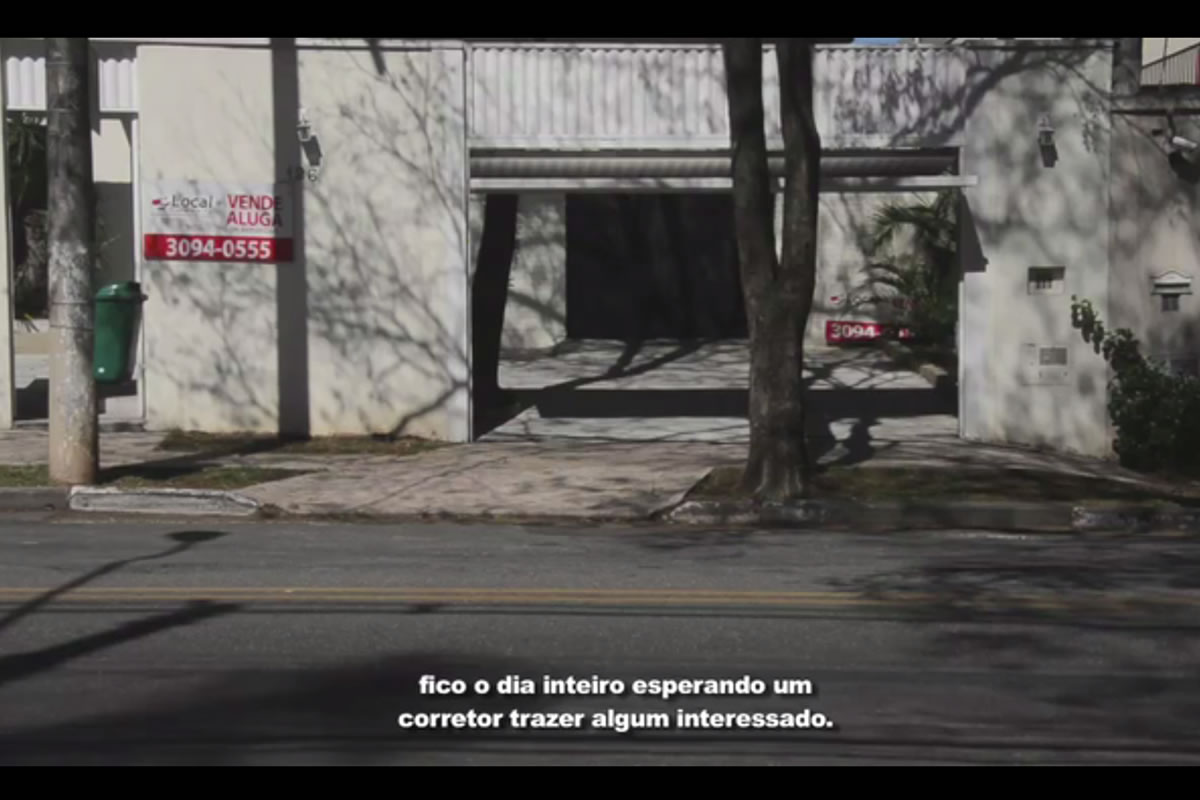 Local VENDE
ALUGA
3094-0555
3094-
fico o dia inteiro esperando um
corretor trazer algum interessado.